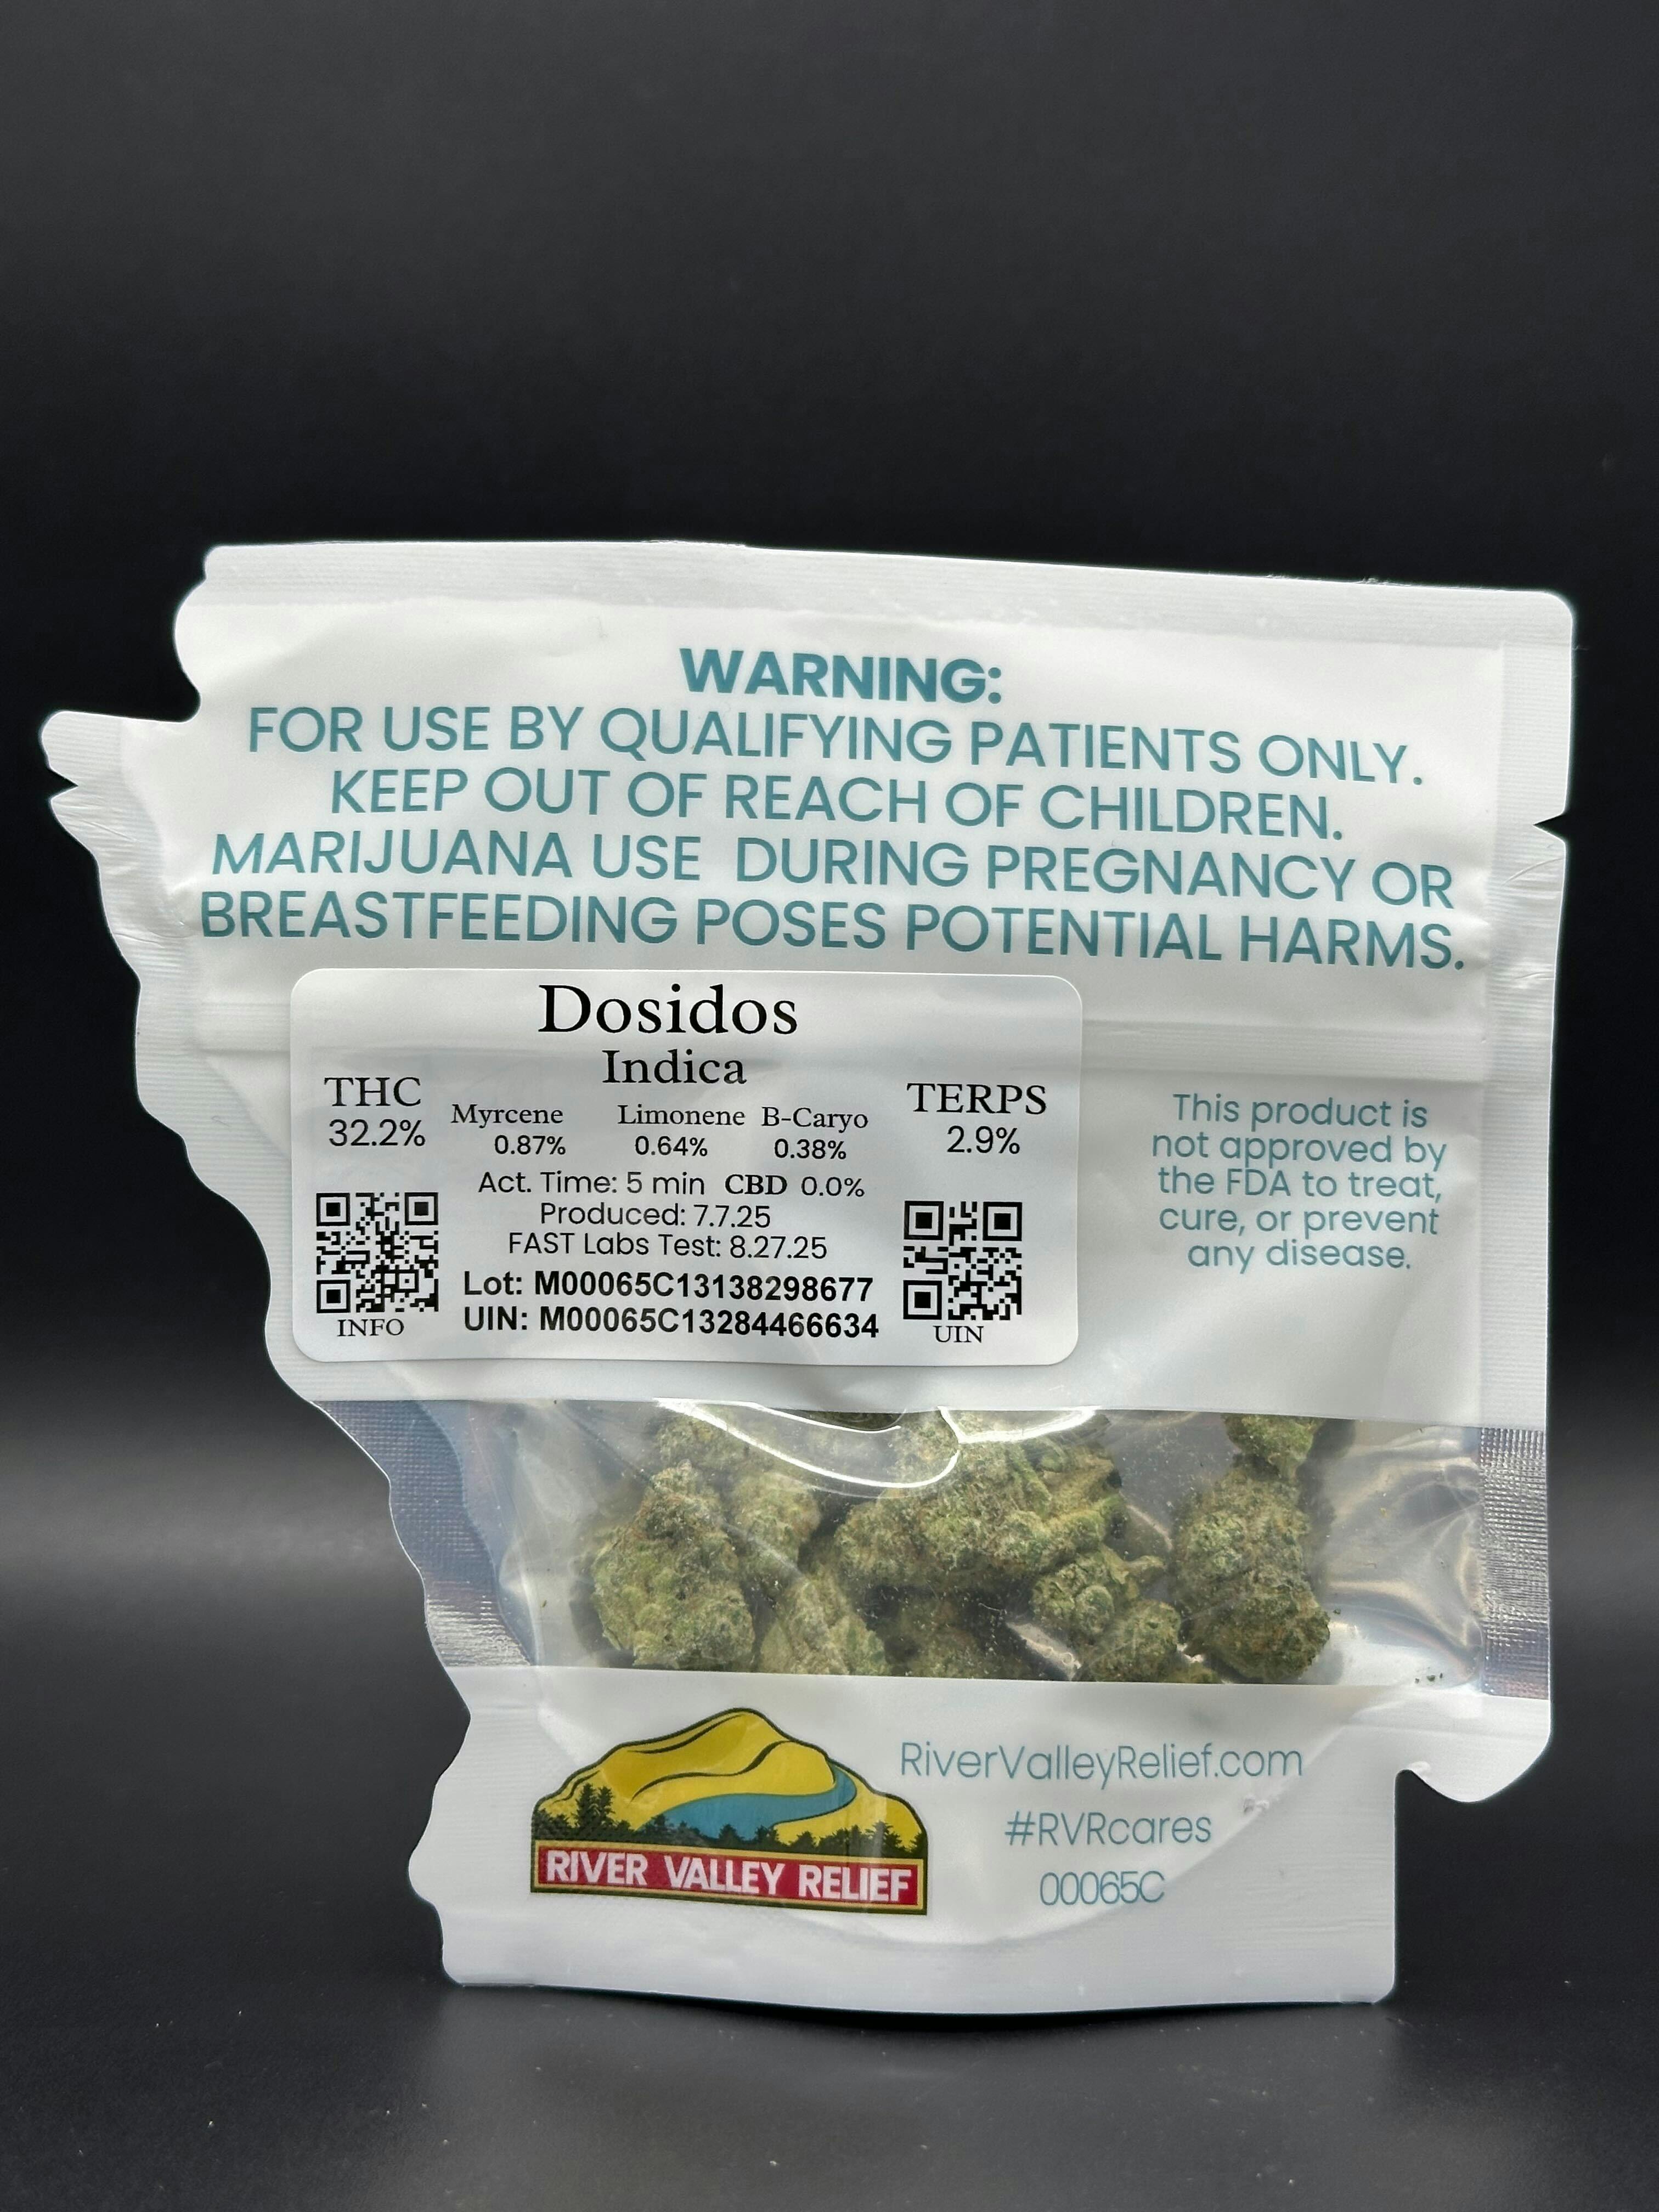 WARNING:
FOR USE BY QUALIFYING PATIENTS ONLY.
KEEP OUT OF REACH OF CHILDREN.
MARIJUANA USE DURING PREGNANCY OR
BREASTFEEDING POSES POTENTIAL HARMS.
Dosidos
Indica
THC
32.2%
Myrcene Limonene B-Caryo
0.87% 0.64% 0.38%
TERPS
2.9%
Act. Time: 5 min CBD 0.0%
Produced: 7.7.25
FAST Labs Test: 8.27.25
Lot: M00065C13138298677
UIN: M00065C13284466634
INFO
UIN
This product is
not approved by
the FDA to treat,
cure, or prevent
any disease.
RIVER VALLEY RELIEF
RiverValleyRelief.com
#RVRcares
00065C